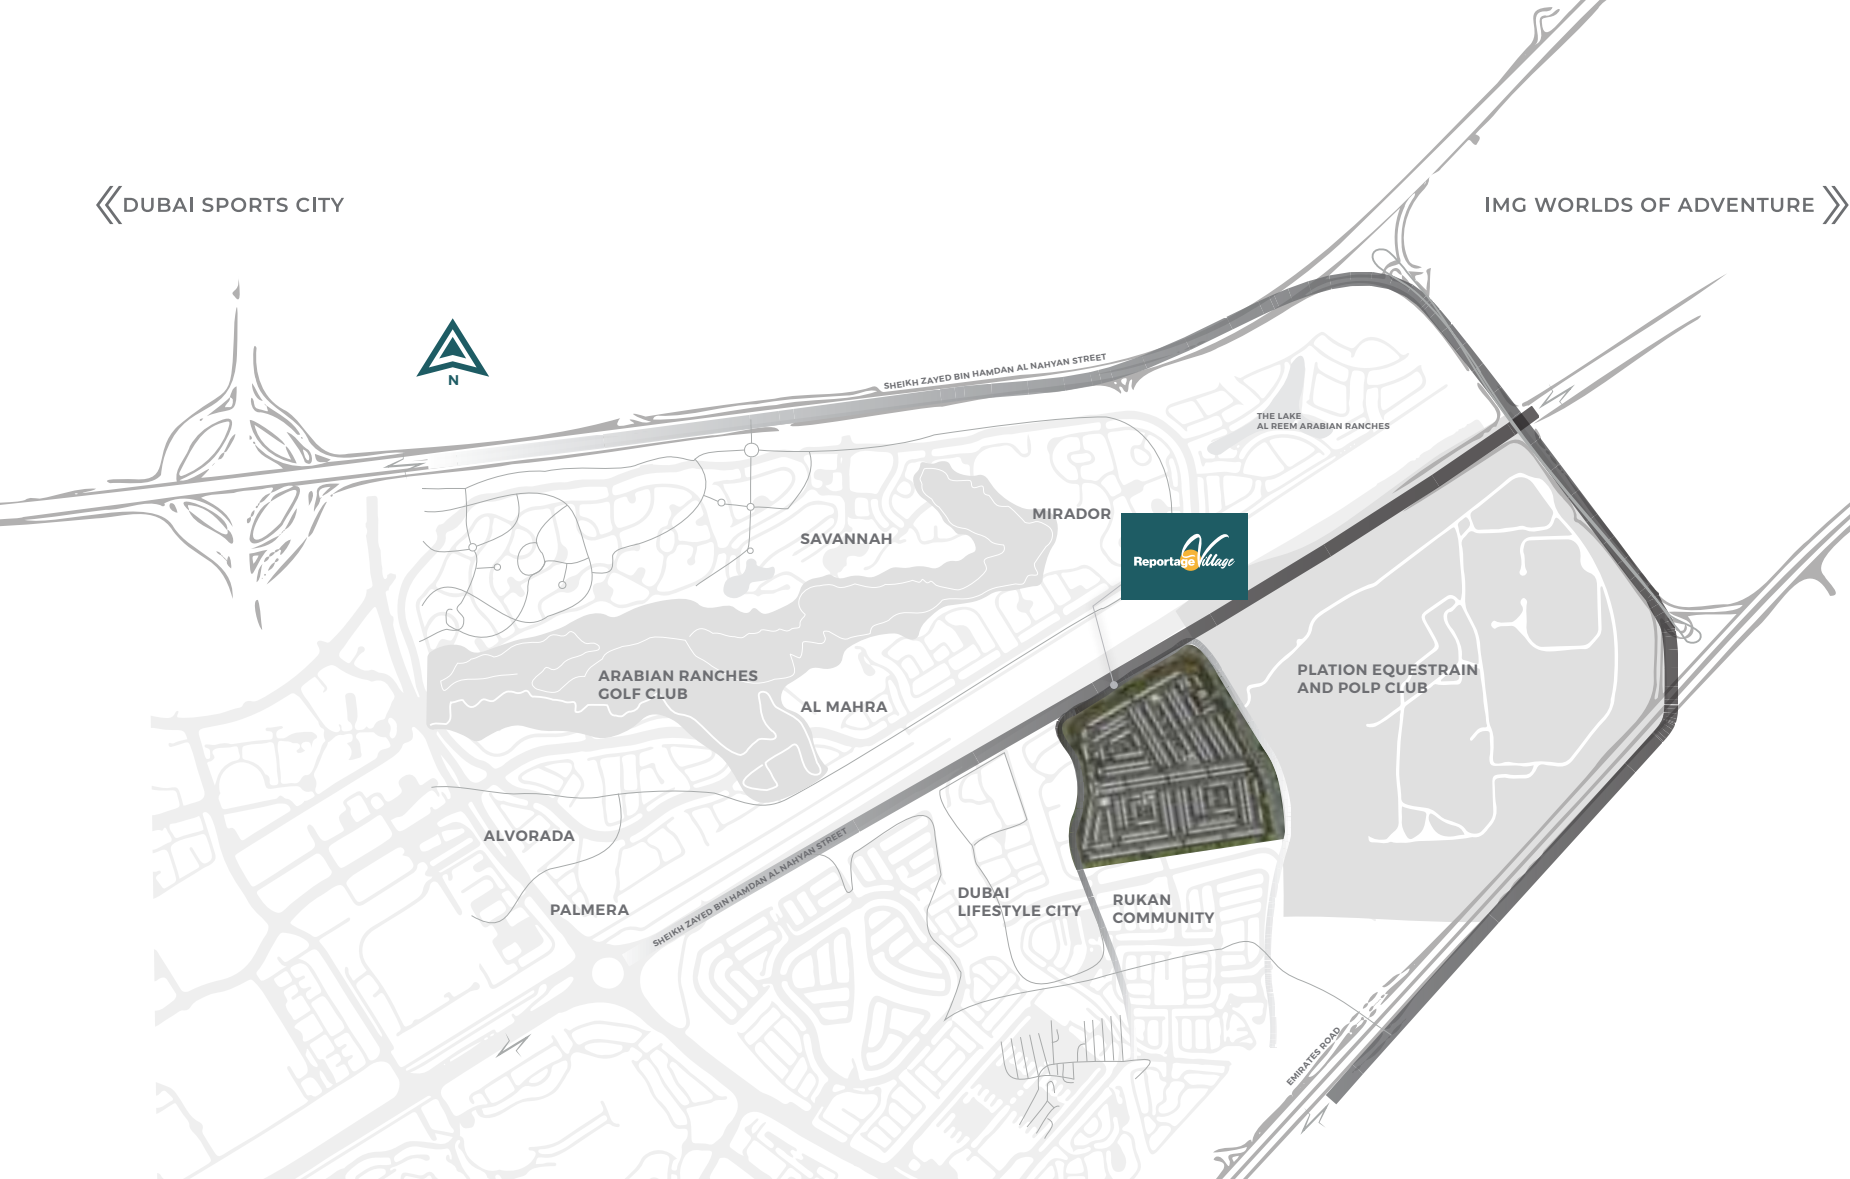 DUBAI SPORTS CITY
IMG WORLDS OF ADVENTURE
N
SHEIKH ZAYED BIN HAMDAN AL NAHYAN STREET
THE LAKE
AL REEM ARABIAN RANCHES
MIRADOR
SAVANNAH
Reportage Village
ARABIAN RANCHES
GOLF CLUB
AL MAHRA
PLATION EQUESTRAIN
AND POLP CLUB
ALVORADA
SHEIKH ZAYED BIN HAMDAN AL NAHYAN STREET
PALMERA
DUBAI
LIFESTYLE CITY
RUKAN
COMMUNITY
EMIRATES ROAD